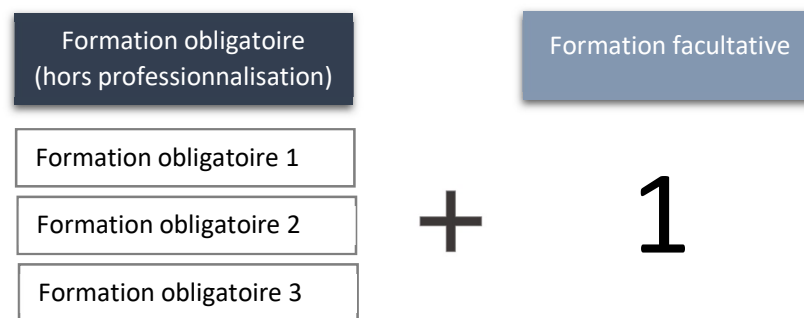 Formation obligatoire
(hors professionnalisation)
Formation facultative
Formation obligatoire 1
Formation obligatoire 2
Formation obligatoire 3
+
1